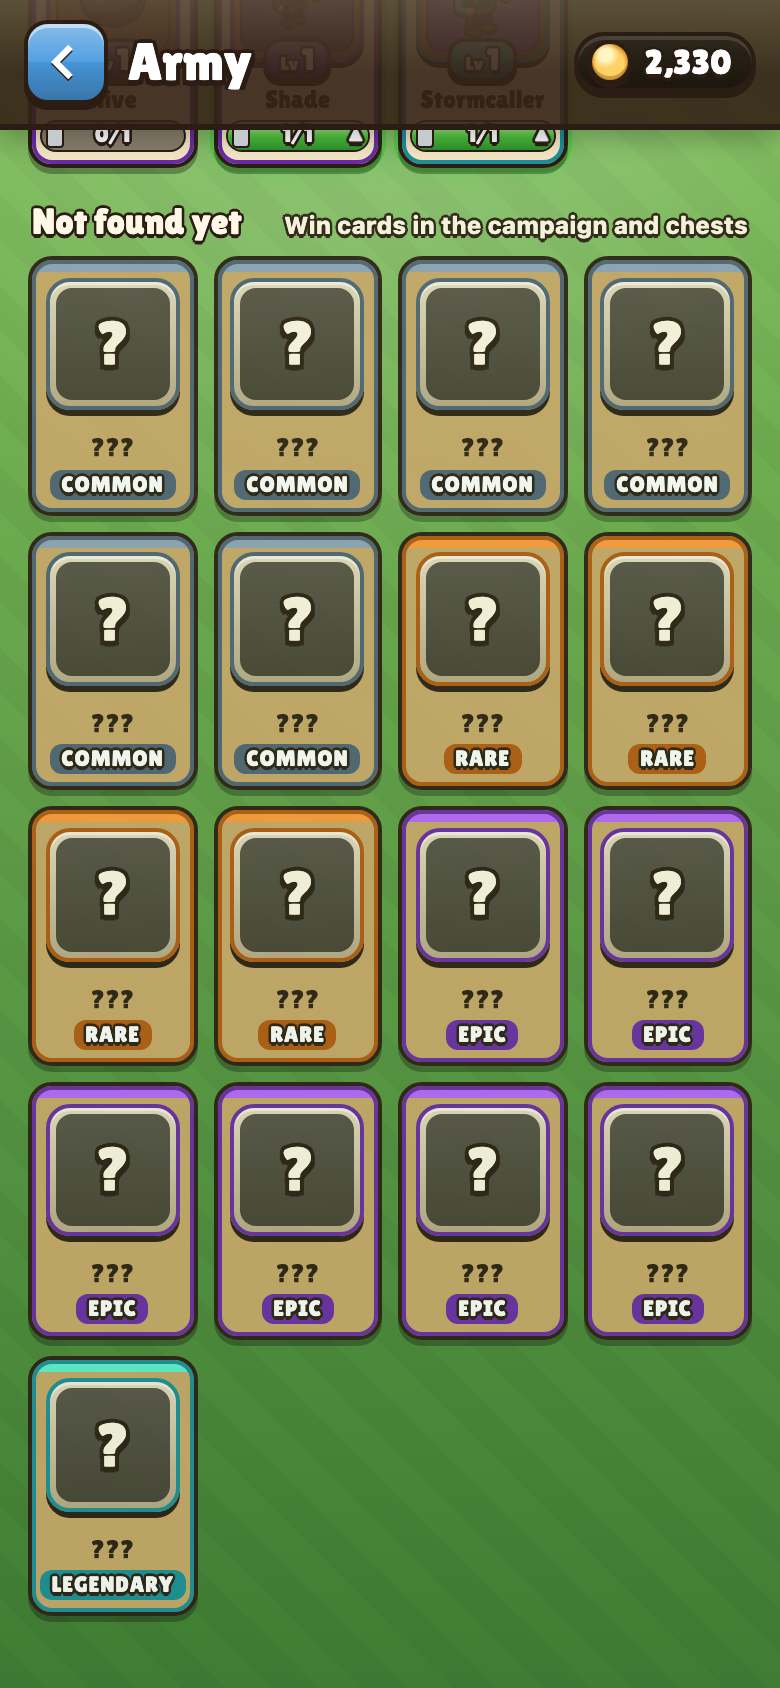 Army
2,330
Lv1
Lv1
Shade
Stormcaller
0/1
1/1
1/1
Not found yet
Win cards in the campaign and chests
? ? ? ?
??? ??? ??? ???
COMMON COMMON COMMON COMMON
? ? ? ?
??? ??? ??? ???
COMMON COMMON RARE RARE
? ? ? ?
??? ??? ??? ???
RARE RARE EPIC EPIC
? ? ? ?
??? ??? ??? ???
EPIC EPIC EPIC EPIC
?
???
LEGENDARY